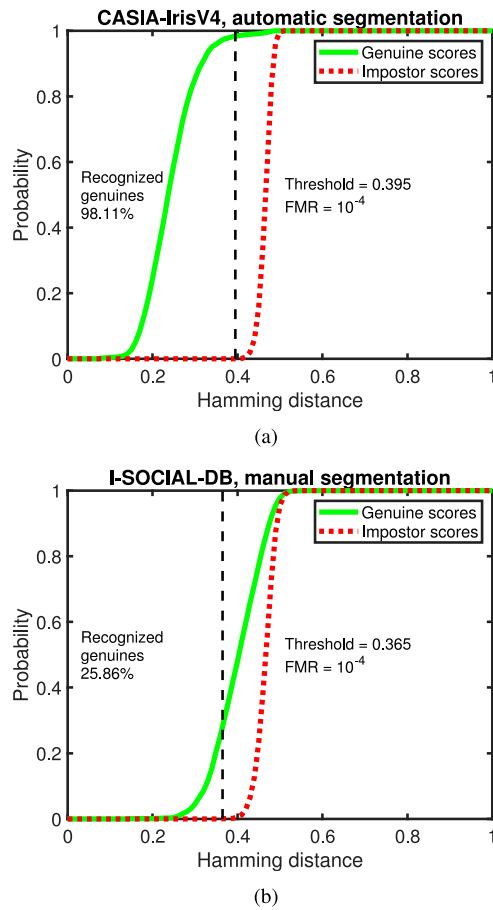 CASIA-IrisV4, automatic segmentation
1
Genuine scores
Impostor scores
0.8
Probability
0.6
Recognized
genuines
98.11%
Threshold = 0.395
FMR = 10⁻⁴
0.4
0.2
0
0 0.2 0.4 0.6 0.8 1
Hamming distance
(a)
I-SOCIAL-DB, manual segmentation
1
Genuine scores
Impostor scores
0.8
Probability
0.6
Recognized
genuines
25.86%
Threshold = 0.365
FMR = 10⁻⁴
0.4
0.2
0
0 0.2 0.4 0.6 0.8 1
Hamming distance
(b)